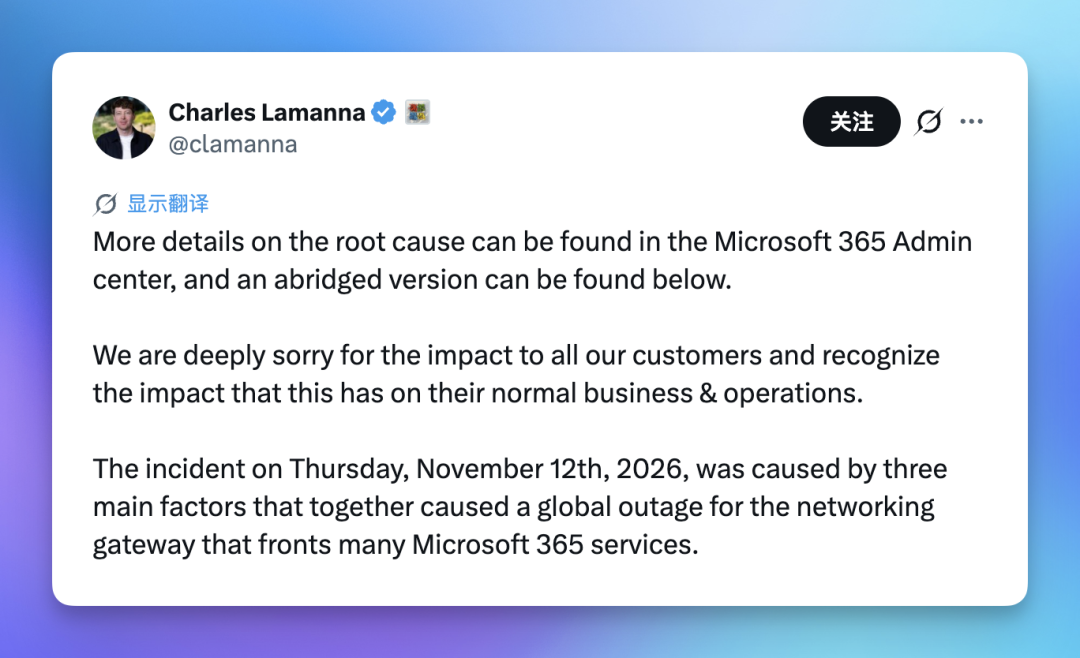 Charles Lamanna
关注
@clamanna
显示翻译
More details on the root cause can be found in the Microsoft 365 Admin
center, and an abridged version can be found below.
We are deeply sorry for the impact to all our customers and recognize
the impact that this has on their normal business & operations.
The incident on Thursday, November 12th, 2026, was caused by three
main factors that together caused a global outage for the networking
gateway that fronts many Microsoft 365 services.